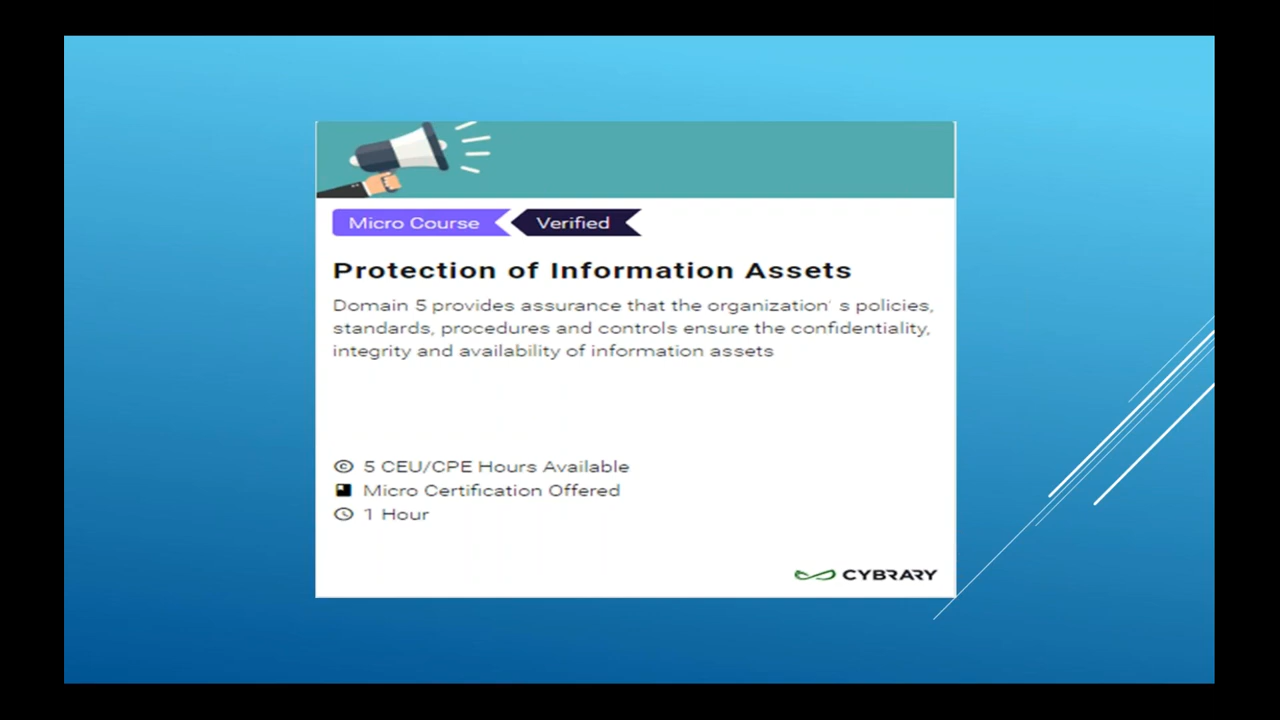 Micro Course
Verified
Protection of Information Assets
Domain 5 provides assurance that the organization' s policies,
standards, procedures and controls ensure the confidentiality,
integrity and availability of information assets
5 CEU/CPE Hours Available
Micro Certification Offered
1 Hour
CYBRARY